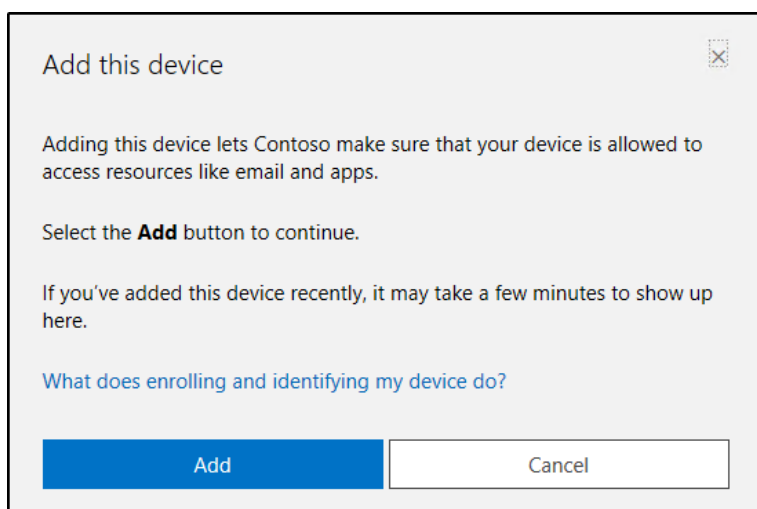 Add this device
Adding this device lets Contoso make sure that your device is allowed to
access resources like email and apps.
Select the Add button to continue.
If you’ve added this device recently, it may take a few minutes to show up
here.
What does enrolling and identifying my device do?
Add
Cancel